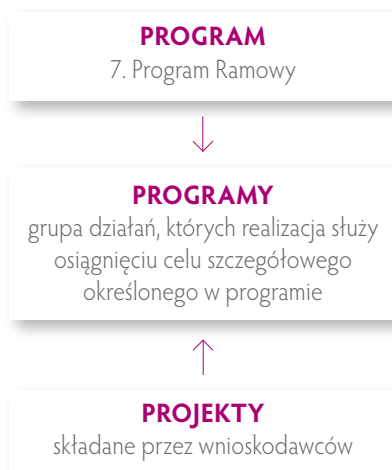 PROGRAM
7. Program Ramowy
PROGRAMY
grupa działań, których realizacja służy
osiągnięciu celu szczegółowego
określonego w programie
PROJEKTY
składane przez wnioskodawców